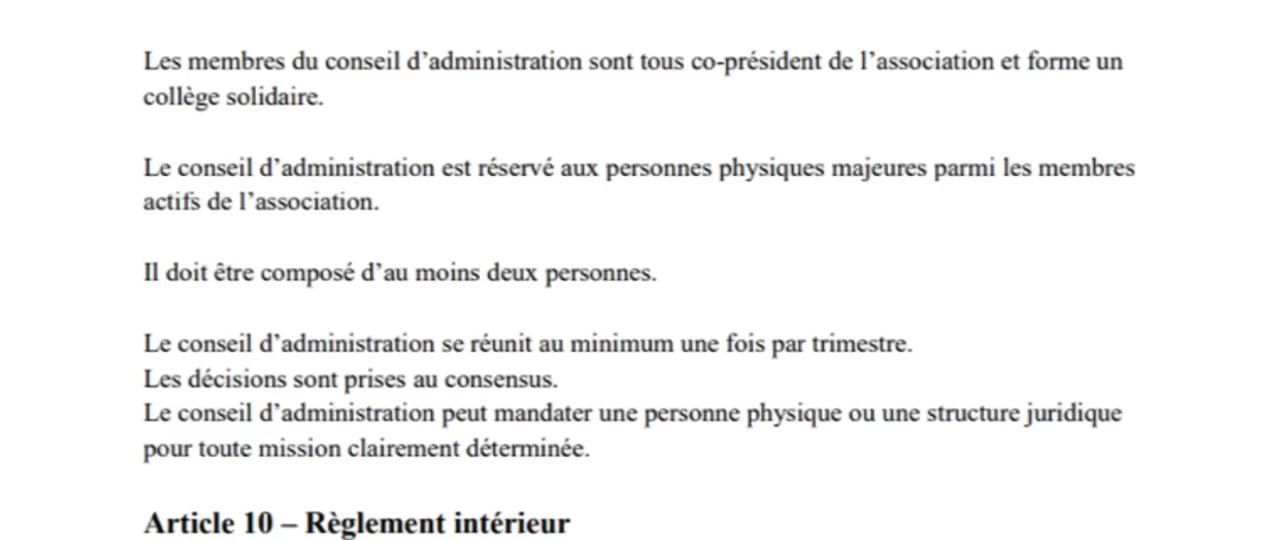 Les membres du conseil d’administration sont tous co-président de l’association et forme un
collège solidaire.
Le conseil d’administration est réservé aux personnes physiques majeures parmi les membres
actifs de l’association.
Il doit être composé d’au moins deux personnes.
Le conseil d’administration se réunit au minimum une fois par trimestre.
Les décisions sont prises au consensus.
Le conseil d’administration peut mandater une personne physique ou une structure juridique
pour toute mission clairement déterminée.
Article 10 – Règlement intérieur